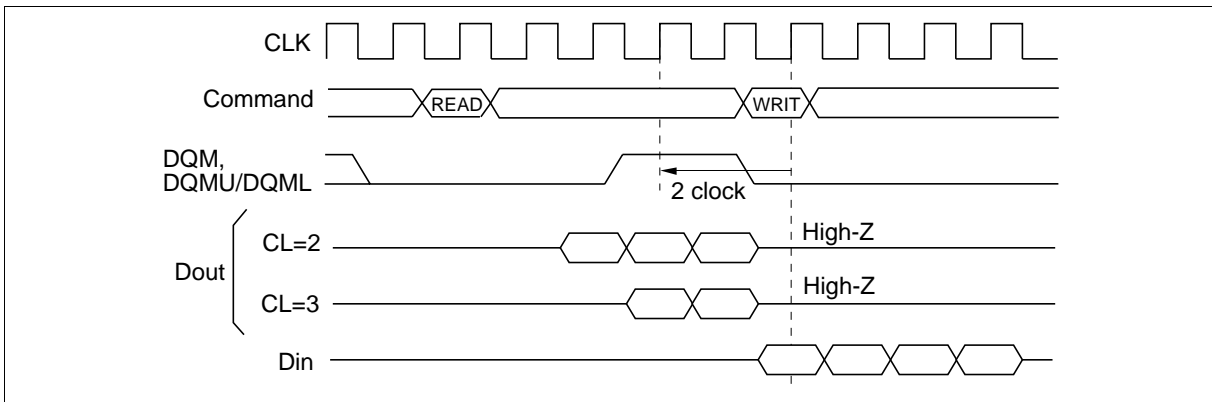 CLK
Command
READ
WRIT
DQM,
DQMU/DQML
2 clock
CL=2
High-Z
Dout
CL=3
High-Z
Din